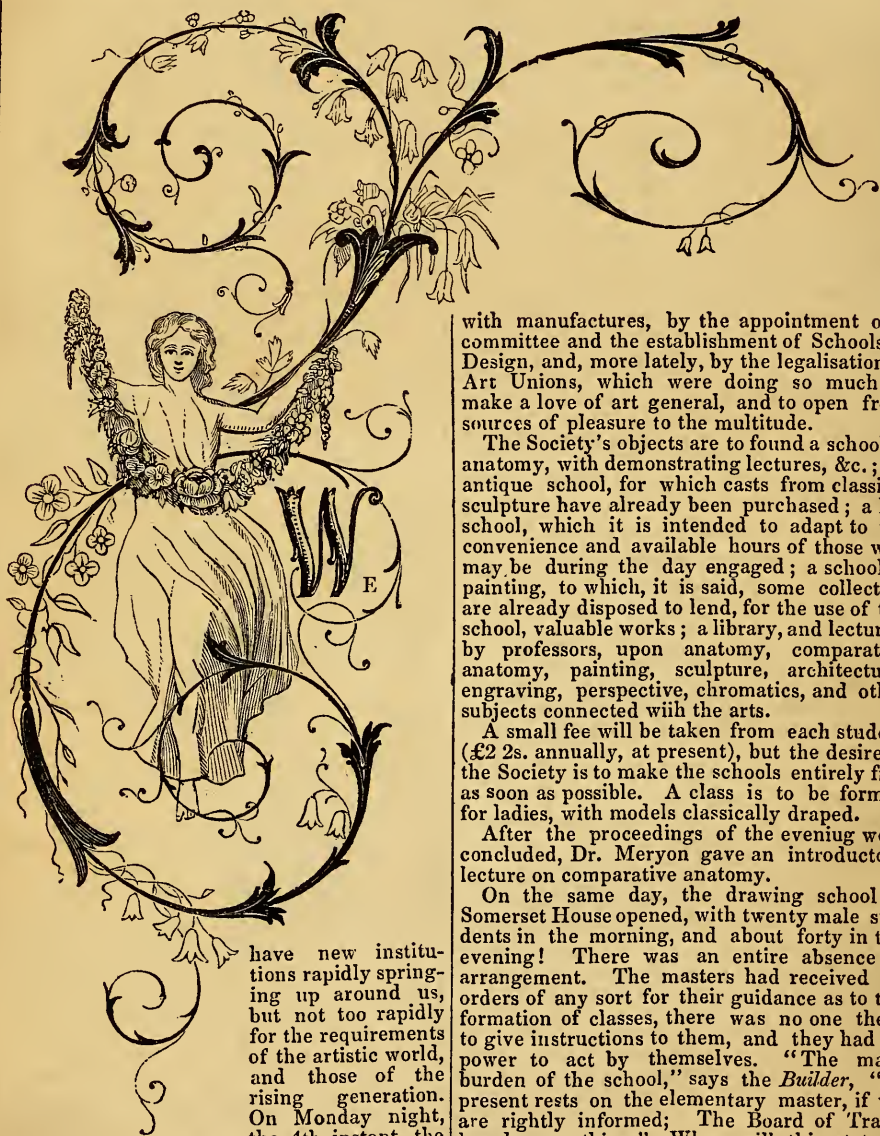 WE
have new institu-
tions rapidly spring-
ing up around us,
but not too rapidly
for the requirements
of the artistic world,
and those of the
rising generation.
On Monday night,
the 4th instant, the
with manufactures, by the appointment o
committee and the establishment of Schools
Design, and, more lately, by the legalisation
Art Unions, which were doing so much
make a love of art general, and to open fr
sources of pleasure to the multitude.
The Society's objects are to found a schoo
anatomy, with demonstrating lectures, &c.;
antique school, for which casts from classi
sculpture have already been purchased; a
school, which it is intended to adapt to
convenience and available hours of those w
may be during the day engaged; a school
painting, to which, it is said, some collect
are already disposed to lend, for the use of
school, valuable works; a library, and lectur
by professors, upon anatomy, comparat
anatomy, painting, sculpture, architectu
engraving, perspective, chromatics, and oth
subjects connected wiih the arts.
A small fee will be taken from each stude
(£2 2s. annually, at present), but the desire
the Society is to make the schools entirely f
as soon as possible. A class is to be form
for ladies, with models classically draped.
After the proceedings of the eveniug we
concluded, Dr. Meryon gave an introducto
lecture on comparative anatomy.
On the same day, the drawing school
Somerset House opened, with twenty male s
dents in the morning, and about forty in t
evening! There was an entire absence
arrangement. The masters had received
orders of any sort for their guidance as to t
formation of classes, there was no one the
to give instructions to them, and they had
power to act by themselves. "The ma
burden of the school," says the Builder, "
present rests on the elementary master, if
are rightly informed; The Board of Tra